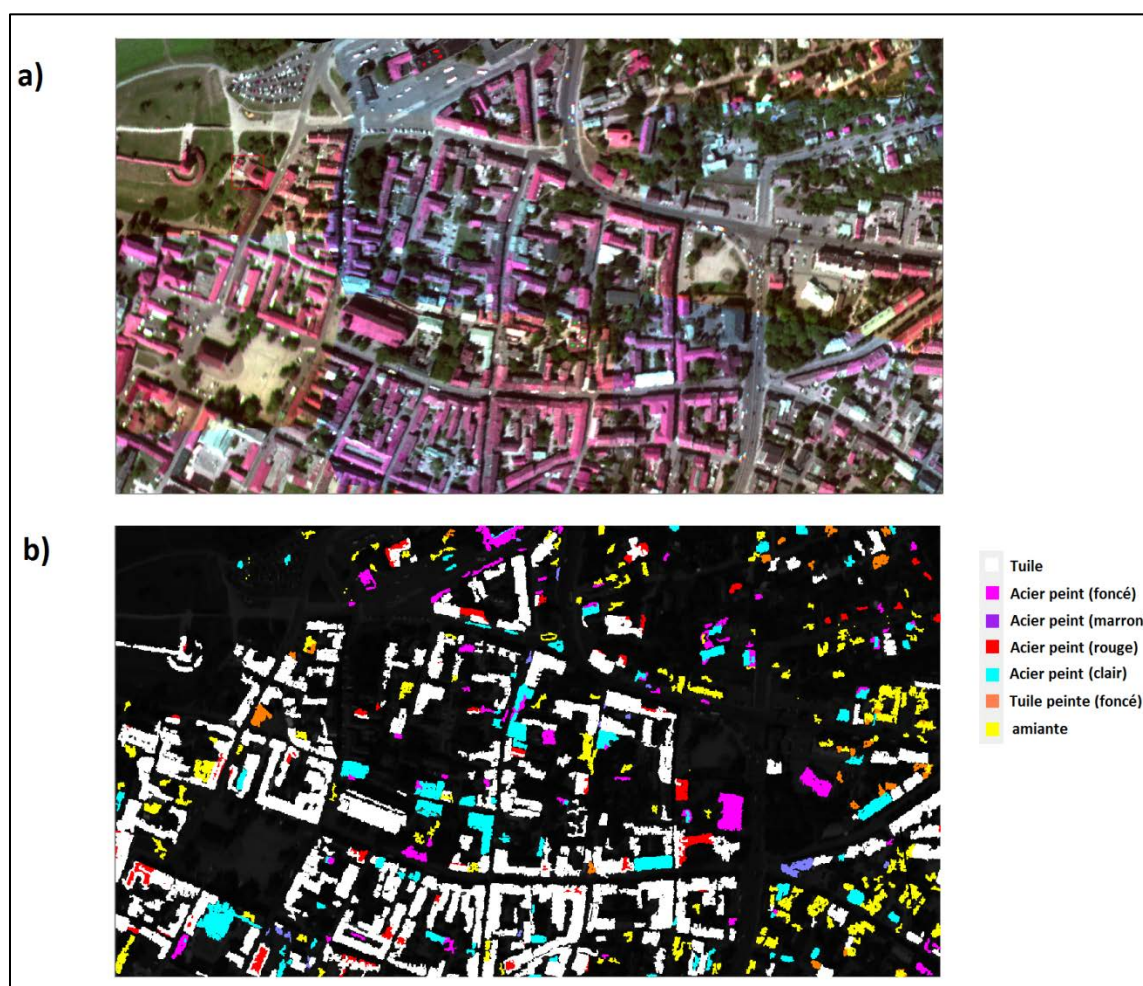 a)
b)
Tuile
Acier peint (foncé)
Acier peint (marron
Acier peint (rouge)
Acier peint (clair)
Tuile peinte (foncé)
amiante